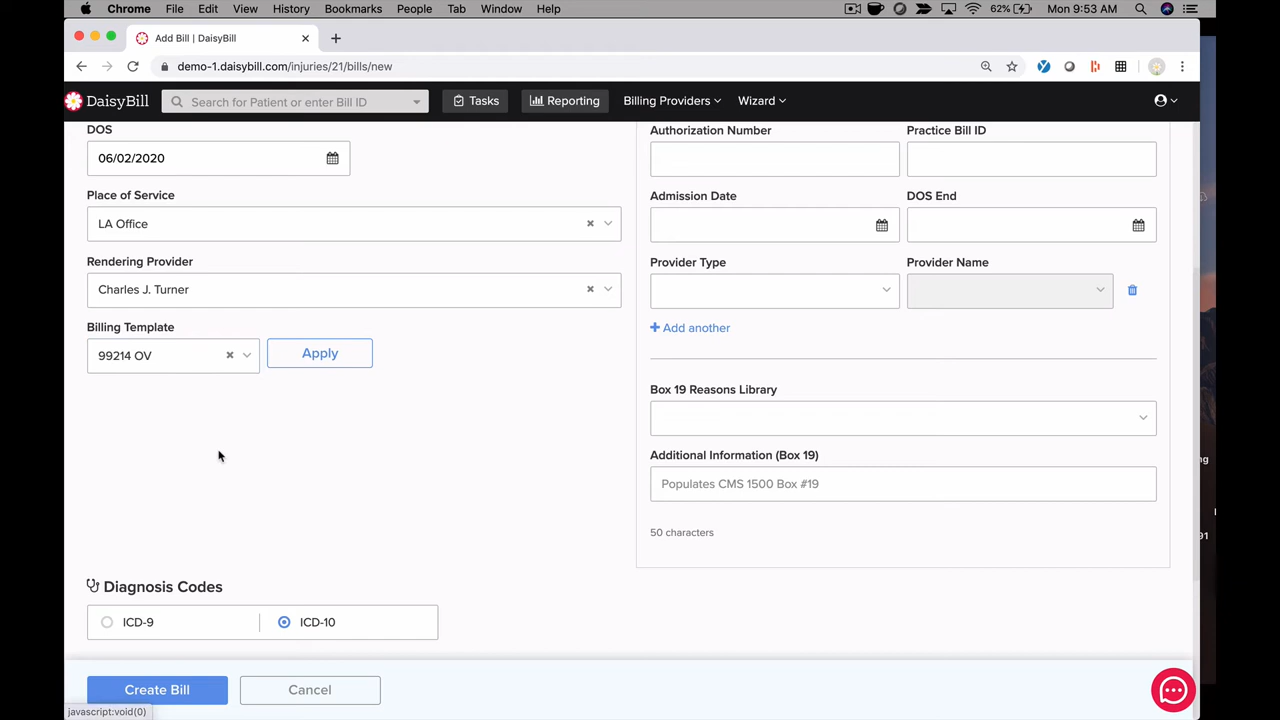 Chrome File Edit View History Bookmarks People Tab Window Help 62% Mon 9:53 AM
Add Bill | DaisyBill
demo-1.daisybill.com/injuries/21/bills/new
DaisyBill Search for Patient or enter Bill ID Tasks Reporting Billing Providers Wizard
DOS
06/02/2020
Place of Service
LA Office
Rendering Provider
Charles J. Turner
Billing Template
99214 OV Apply
Authorization Number Practice Bill ID
Admission Date DOS End
Provider Type Provider Name
Add another
Box 19 Reasons Library
Additional Information (Box 19)
Populates CMS 1500 Box #19
50 characters
Diagnosis Codes
ICD-9 ICD-10
Create Bill Cancel
javascript:void(0)
ng
91